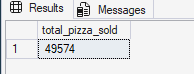 Results Messages
total_pizza_sold
1 49574